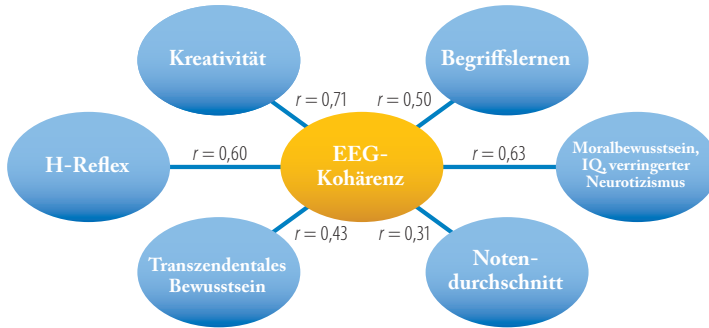 Kreativität
Begriffslernen
r = 0,71
r = 0,50
H-Reflex
r = 0,60
EEG-
Kohärenz
r = 0,63
Moralbewusstsein,
IQ, verringerter
Neurotizismus
r = 0,43
r = 0,31
Transzendentales
Bewusstsein
Noten-
durchschnitt